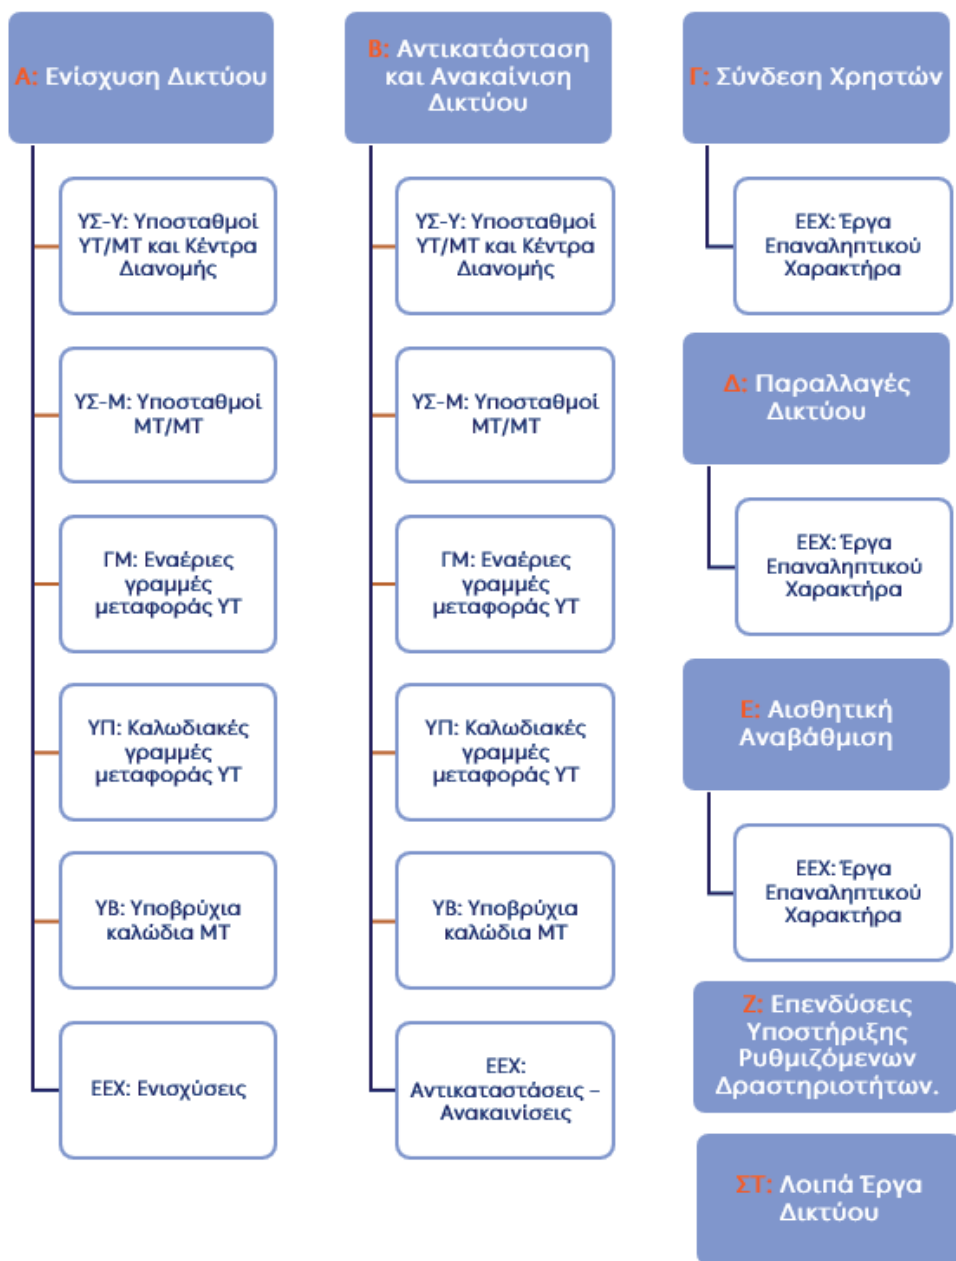 Α: Ενίσχυση Δικτύου
ΥΣ-Υ: Υποσταθμοί
ΥΤ/ΜΤ και Κέντρα
Διανομής
ΥΣ-Μ: Υποσταθμοί
ΜΤ/ΜΤ
ΓΜ: Εναέριες
γραμμές
μεταφοράς ΥΤ
ΥΠ: Καλωδιακές
γραμμές
μεταφοράς ΥΤ
ΥΒ: Υποβρύχια
καλώδια ΜΤ
ΕΕΧ: Ενισχύσεις
Β: Αντικατάσταση
και Ανακαίνιση
Δικτύου
ΥΣ-Υ: Υποσταθμοί
ΥΤ/ΜΤ και Κέντρα
Διανομής
ΥΣ-Μ: Υποσταθμοί
ΜΤ/ΜΤ
ΓΜ: Εναέριες
γραμμές
μεταφοράς ΥΤ
ΥΠ: Καλωδιακές
γραμμές
μεταφοράς ΥΤ
ΥΒ: Υποβρύχια
καλώδια ΜΤ
ΕΕΧ:
Αντικαταστάσεις –
Ανακαινίσεις
Γ: Σύνδεση Χρηστών
ΕΕΧ: Έργα
Επαναληπτικού
Χαρακτήρα
Δ: Παραλλαγές
Δικτύου
ΕΕΧ: Έργα
Επαναληπτικού
Χαρακτήρα
Ε: Αισθητική
Αναβάθμιση
ΕΕΧ: Έργα
Επαναληπτικού
Χαρακτήρα
Ζ: Επενδύσεις
Υποστήριξης
Ρυθμιζόμενων
Δραστηριοτήτων.
ΣΤ: Λοιπά Έργα
Δικτύου